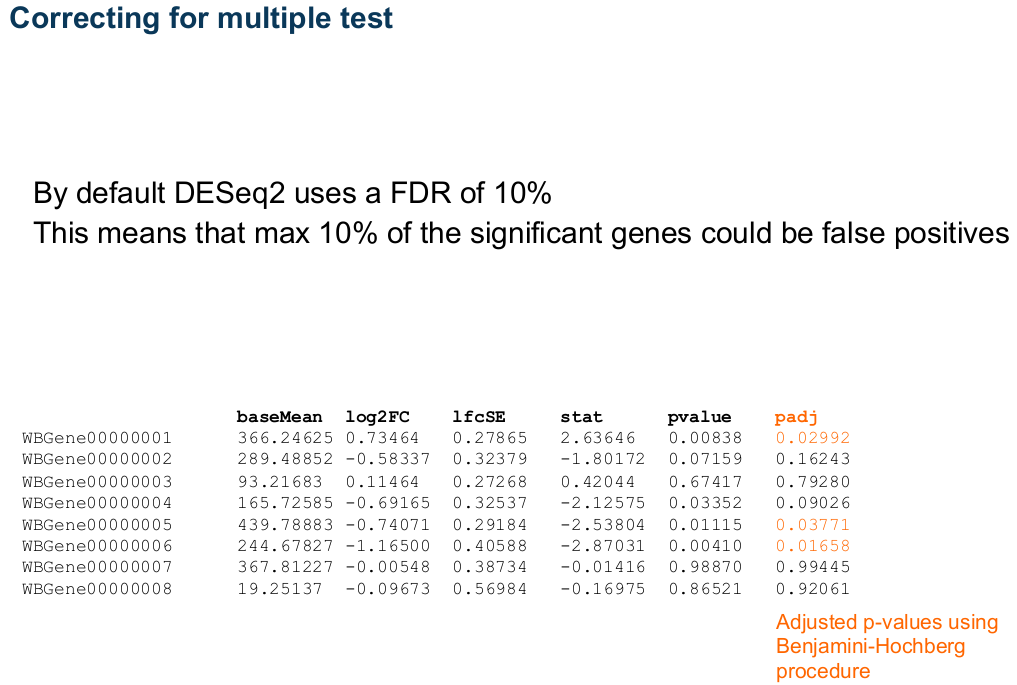 Correcting for multiple test
By default DESeq2 uses a FDR of 10%
This means that max 10% of the significant genes could be false positives
baseMean log2FC lfcSE stat pvalue padj
WBGene00000001 366.24625 0.73464 0.27865 2.63646 0.00838 0.02992
WBGene00000002 289.48852 -0.58337 0.32379 -1.80172 0.07159 0.16243
WBGene00000003 93.21683 0.11464 0.27268 0.42044 0.67417 0.79280
WBGene00000004 165.72585 -0.69165 0.32537 -2.12575 0.03352 0.09026
WBGene00000005 439.78883 -0.74071 0.29184 -2.53804 0.01115 0.03771
WBGene00000006 244.67827 -1.16500 0.40588 -2.87031 0.00410 0.01658
WBGene00000007 367.81227 -0.00548 0.38734 -0.01416 0.98870 0.99445
WBGene00000008 19.25137 -0.09673 0.56984 -0.16975 0.86521 0.92061
Adjusted p-values using
Benjamini-Hochberg
procedure